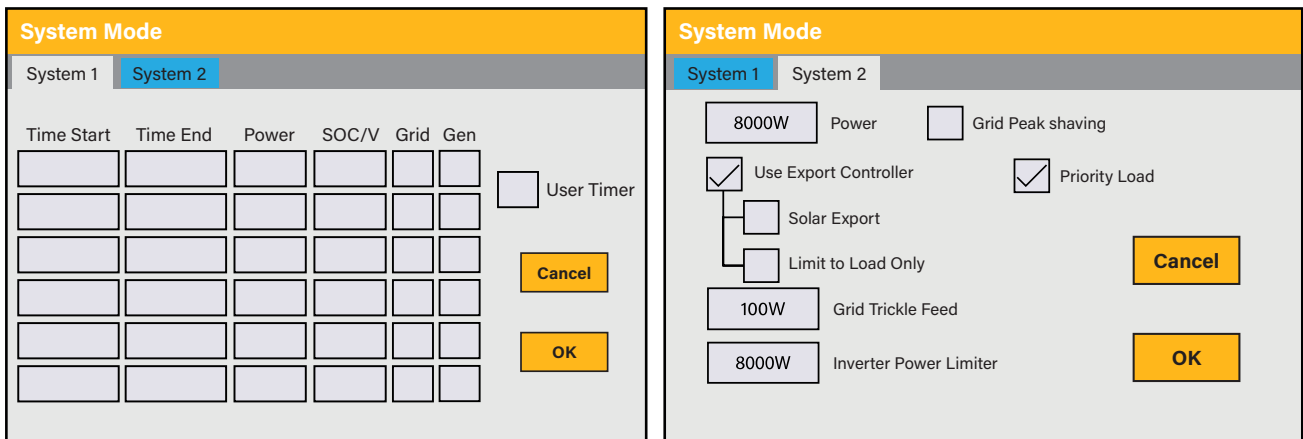 System Mode
System 1 System 2
Time Start Time End Power SOC/V Grid Gen
User Timer
Cancel
OK
System Mode
System 1 System 2
8000W Power Grid Peak shaving
Use Export Controller Priority Load
Solar Export
Limit to Load Only
Cancel
100W Grid Trickle Feed
8000W Inverter Power Limiter
OK